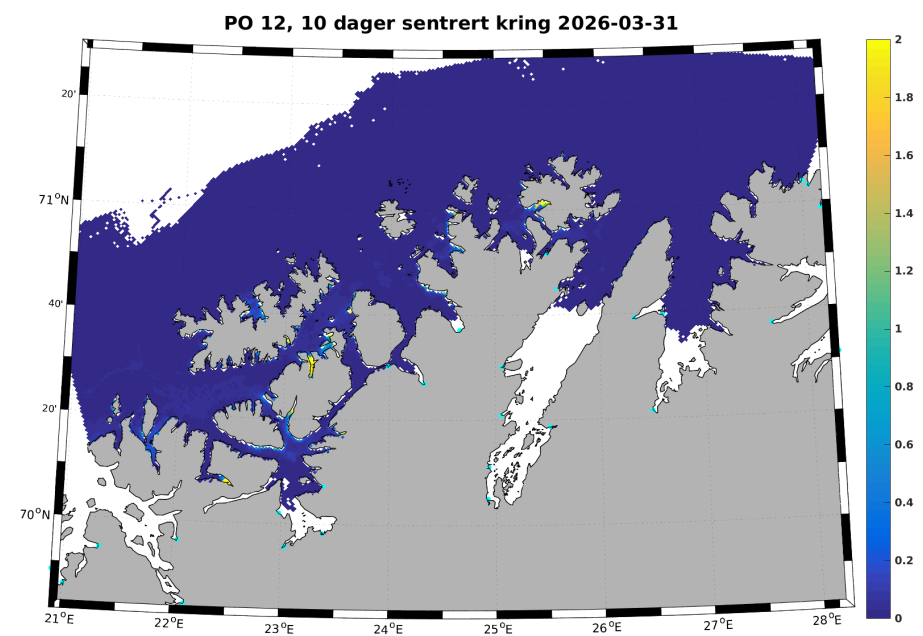 PO 12, 10 dager sentrert kring 2026-03-31
20'
71°N
40'
20'
70°N
21°E
22°E
23°E
24°E
25°E
26°E
27°E
28°E
2
1.8
1.6
1.4
1.2
1
0.8
0.6
0.4
0.2
0